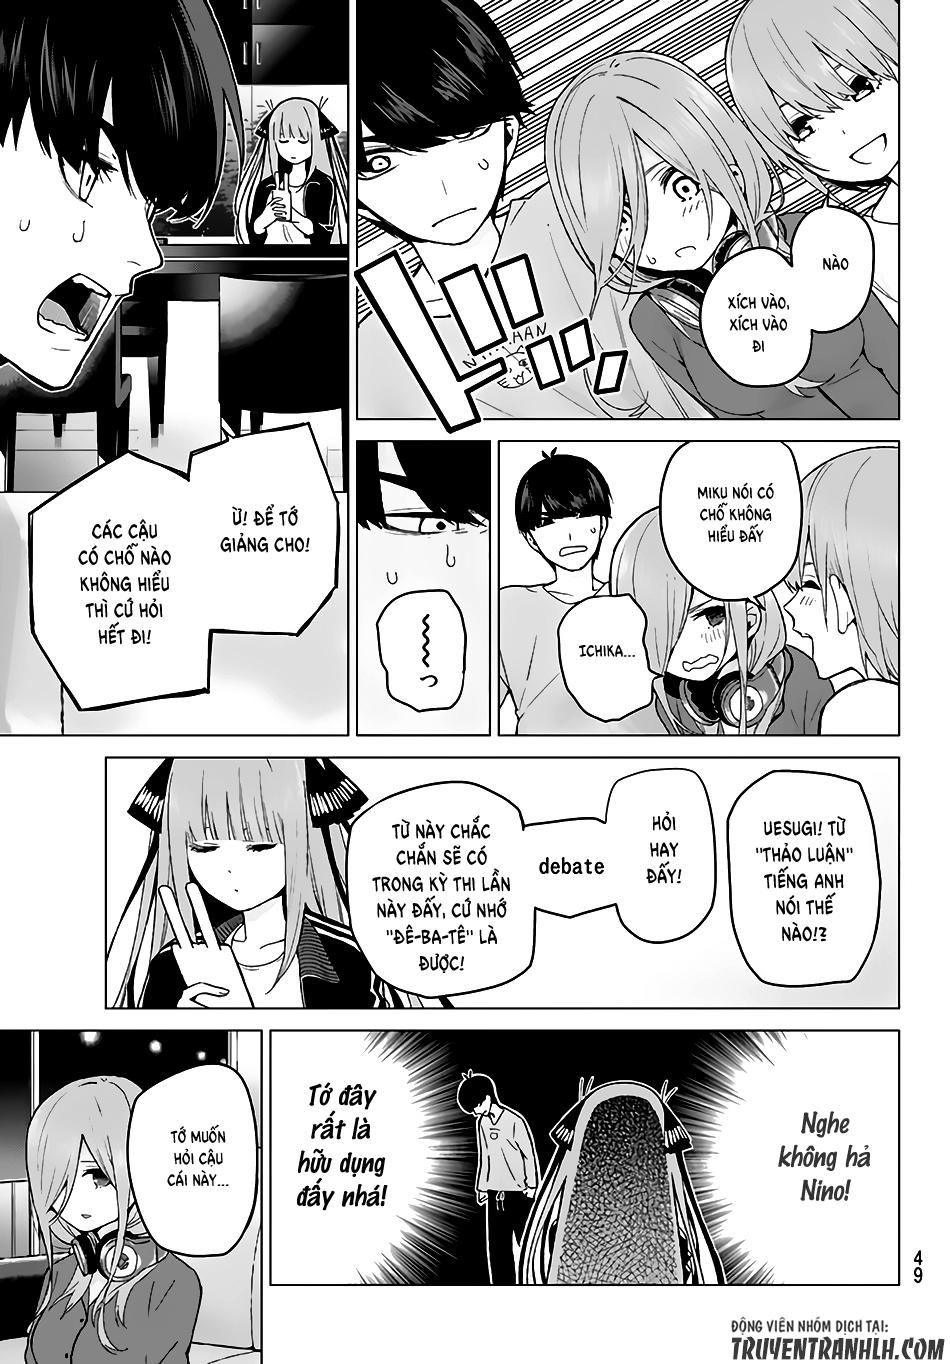 NÀO
XÍCH VÀO,
XÍCH VÀO
ĐI
ドドッ
MIKU NÓI CÓ
CHỖ KHÔNG
HIỂU ĐẤY
ICHIKA...
っ
Ừ! ĐỂ TỚ
GIẢNG CHO!
CÁC CẬU
CÓ CHỖ NÀO
KHÔNG HIỂU
THÌ CỨ HỎI
HẾT ĐI!
UESUGI! TỪ
"THẢO LUẬN"
TIẾNG ANH
NÓI THẾ
NÀO!?
HỎI
HAY
ĐẤY!
debate
TỪ NÀY CHẮC
CHẮN SẼ CÓ
TRONG KỲ THI LẦN
NÀY ĐẤY, CỨ NHỚ
"ĐÊ-BA-TÊ" LÀ
ĐƯỢC!
Nghe
không hả
Nino!
Tớ đây
rất là
hữu dụng
đấy nhá!
TỚ MUỐN
HỎI CẬU
CÁI NÀY...
49
ĐỘNG VIÊN NHÓM DỊCH TẠI:
TRUYENTRANHLH.COM